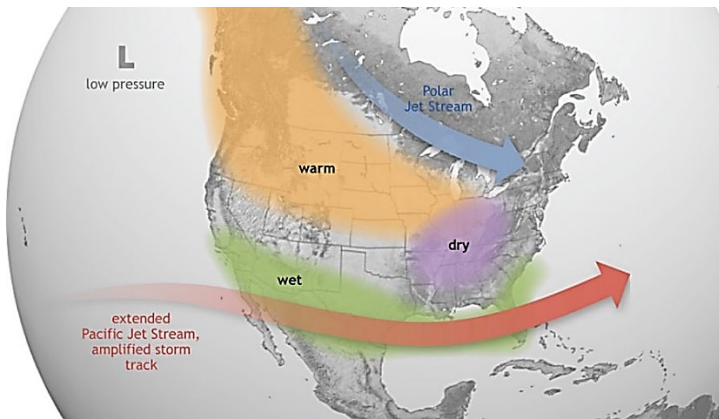 L
low pressure
Polar
Jet Stream
warm
dry
wet
extended
Pacific Jet Stream,
amplified storm
track